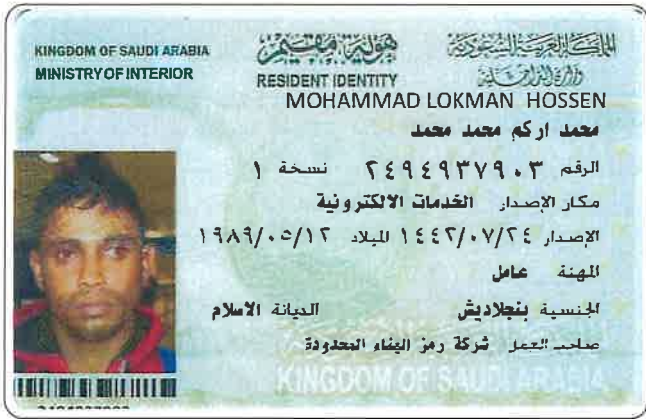 KINGDOM OF SAUDI ARABIA
MINISTRY OF INTERIOR
هوية مقيم
RESIDENT IDENTITY
المملكة العربية السعودية
وزارة الداخلية
MOHAMMAD LOKMAN HOSSEN
محمد اركم محمد محمد
الرقم ٢٤٩٤٩٣٧٩٠٣ نسخة ١
مكان الإصدار الخدمات الالكترونية
الإصدار ١٤٤٢/٠٧/٢٤ الميلاد ١٩٨٩/٠٥/١٢
المهنة عامل
الجنسية بنجلاديش الديانة الاسلام
صاحب العمل شركة رمز البناء المحدودة
KINGDOM OF SAUDI ARABIA